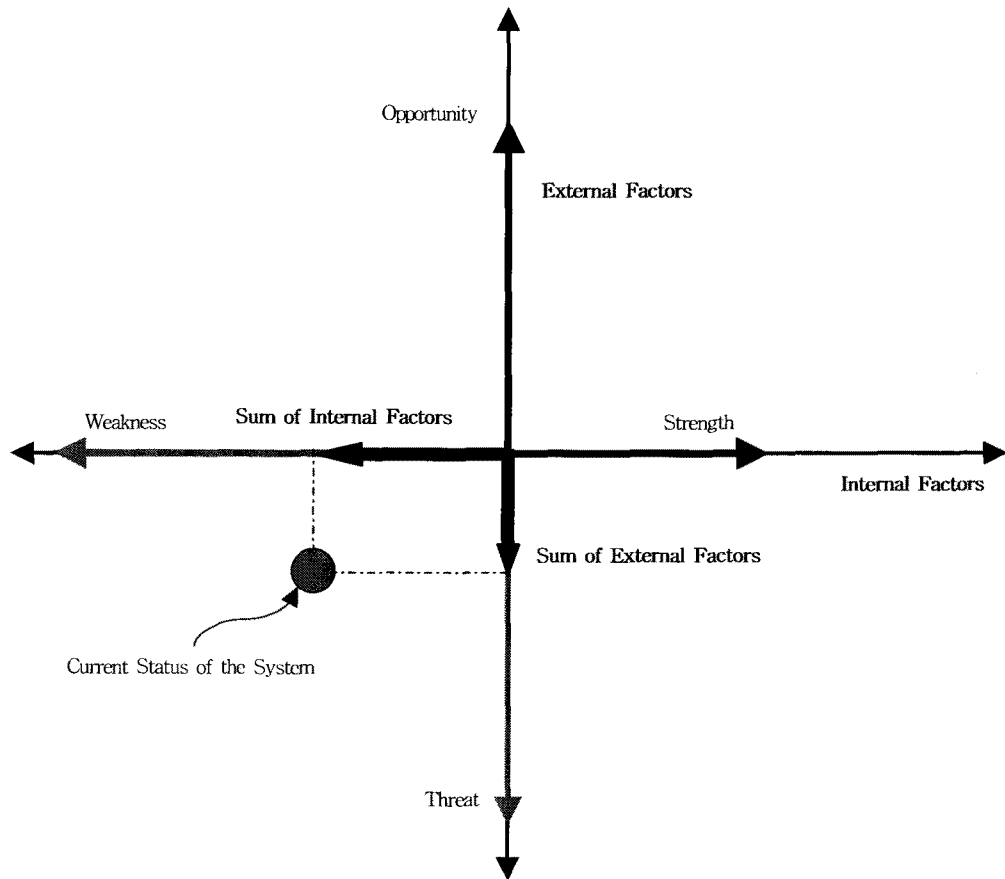 Opportunity
External Factors
Weakness
Sum of Internal Factors
Strength
Internal Factors
Sum of External Factors
Current Status of the System
Threat